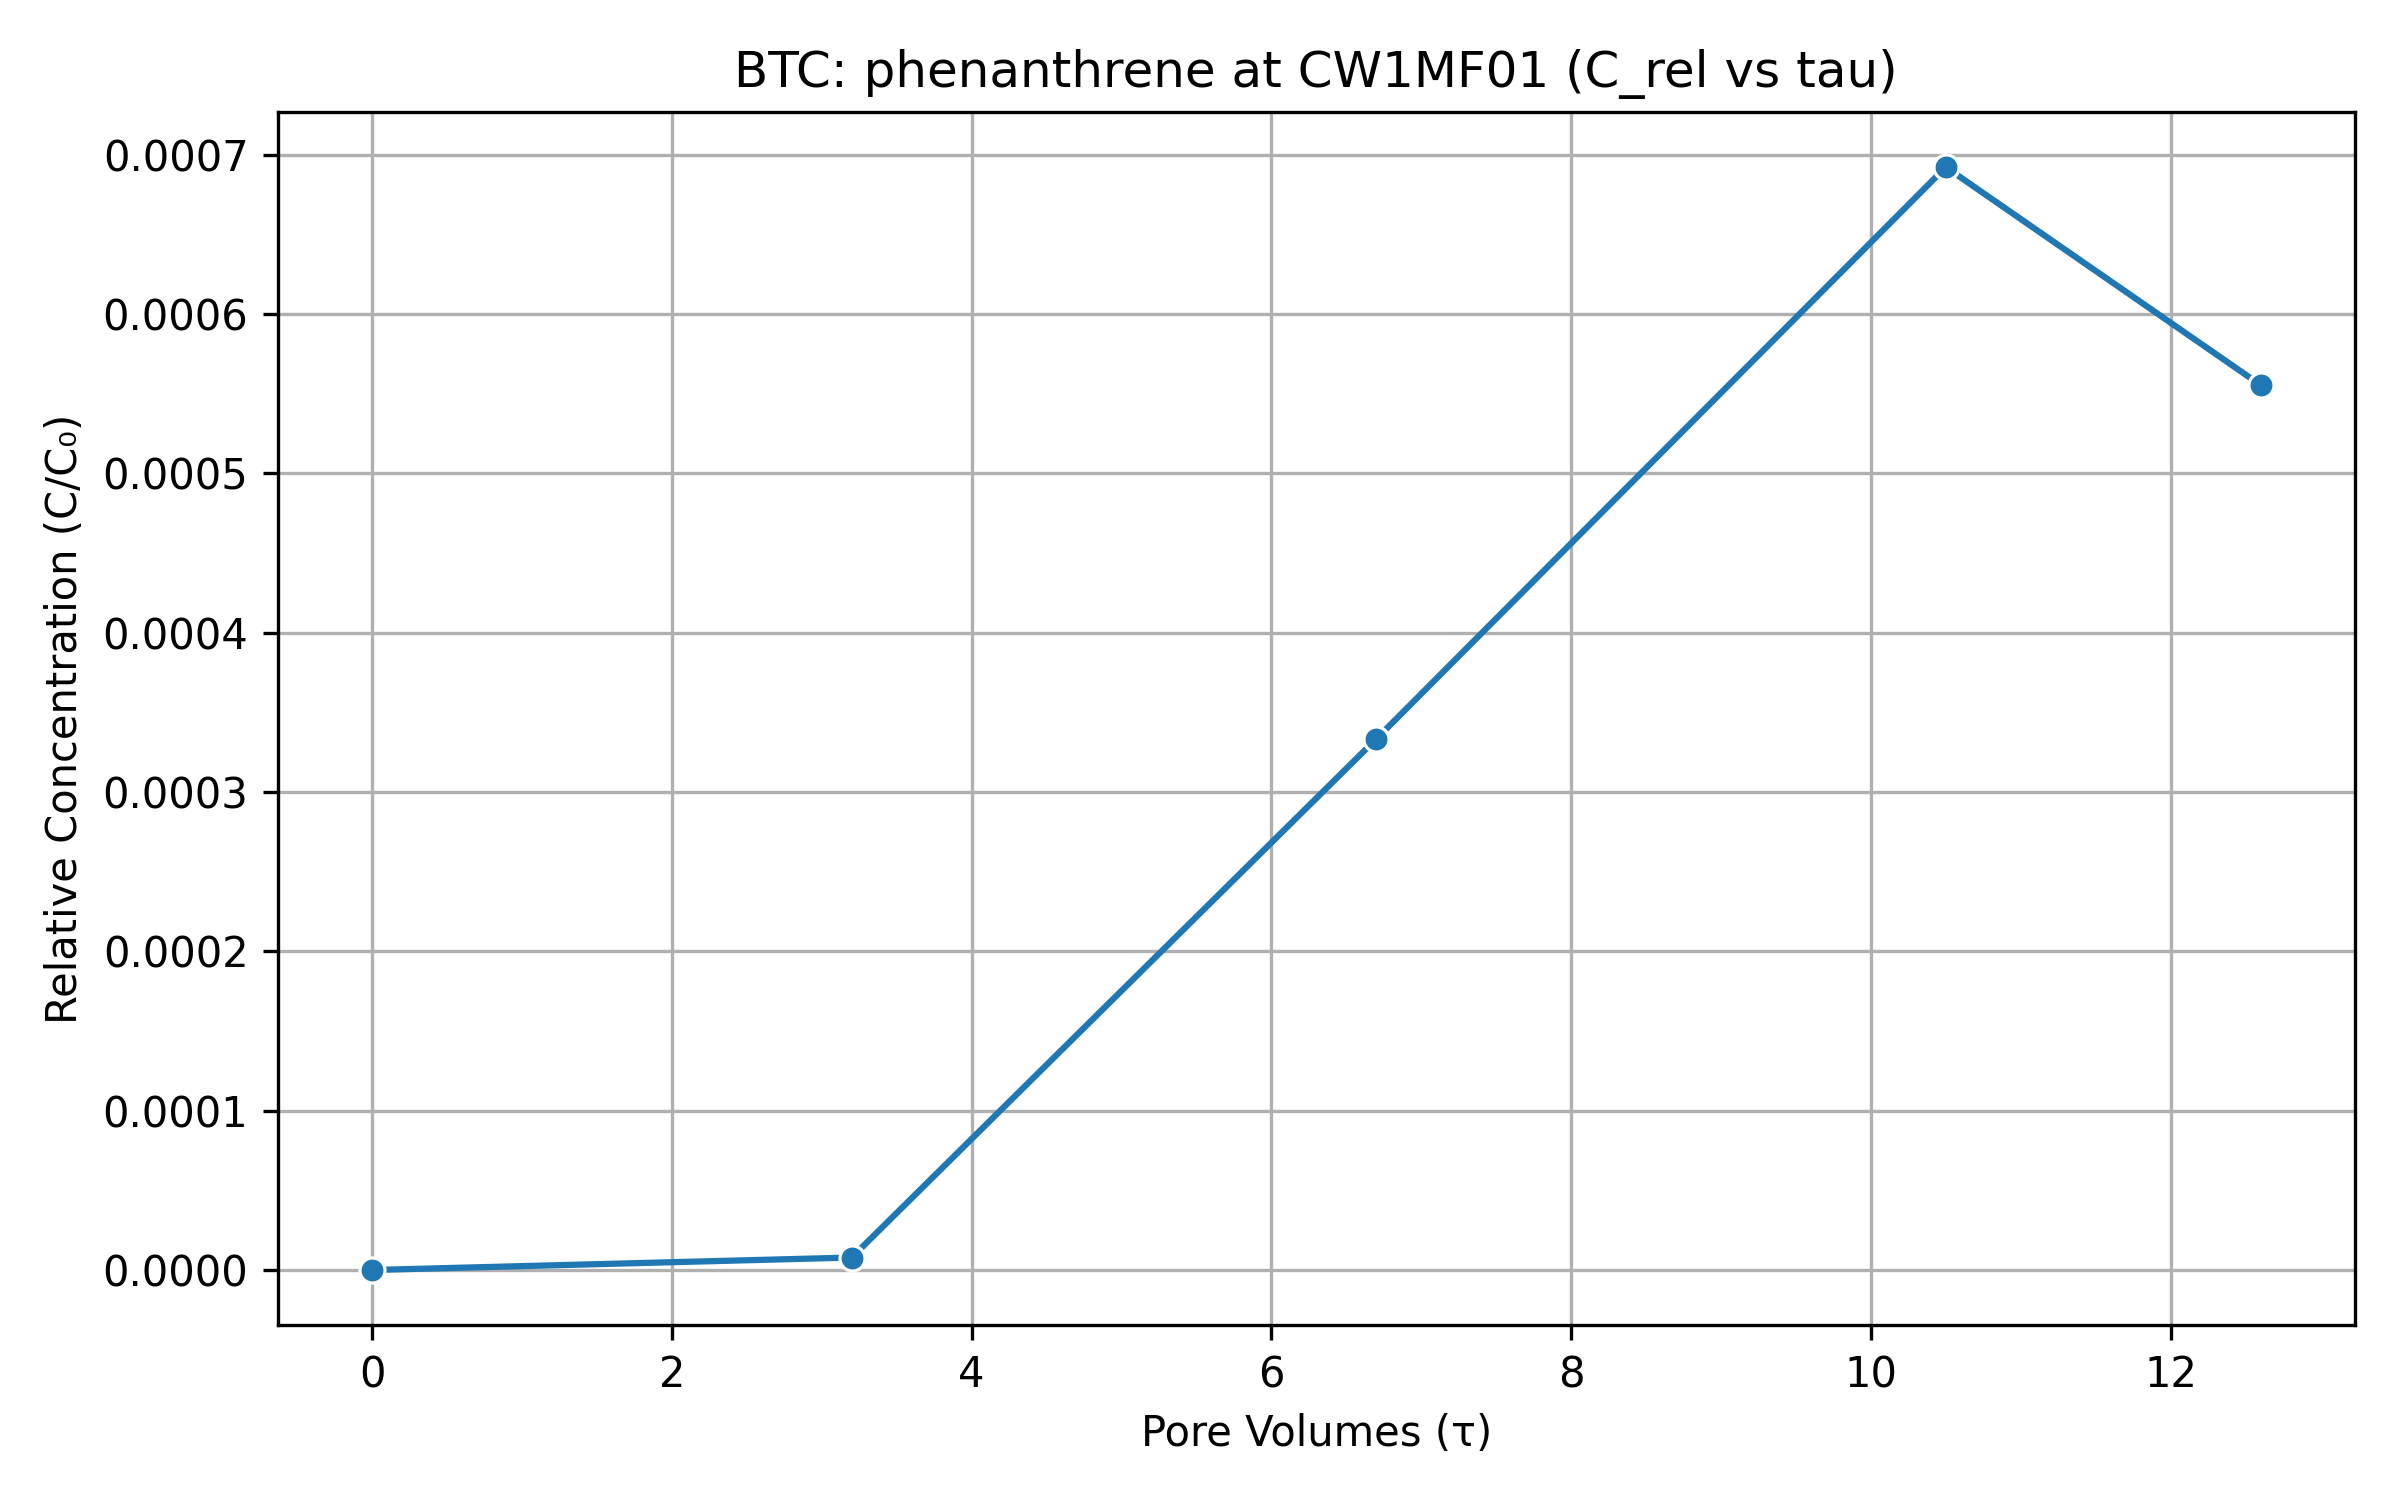 BTC: phenanthrene at CW1MF01 (C_rel vs tau)
0.0007
0.0006
0.0005
0.0004
0.0003
0.0002
0.0001
0.0000
Relative Concentration (C/C₀)
0 2 4 6 8 10 12
Pore Volumes (τ)